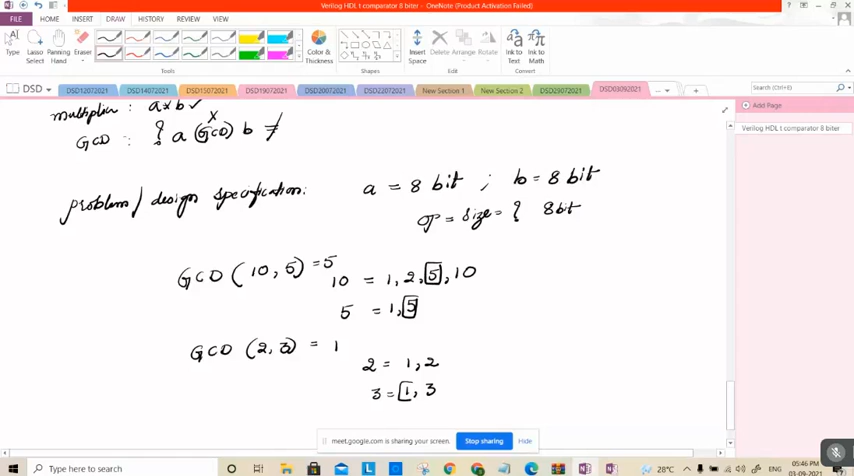 Verilog HDL t comparator 8 biter - OneNote (Product Activation Failed)
FILE HOME INSERT DRAW HISTORY REVIEW VIEW
Type Lasso Select Panning Hand Eraser Color & Thickness Insert Space Delete Arrange Rotate Ink to Text Ink to Math
Tools Shapes Edit Convert
DSD DSD12072021 DSD14072021 DSD15072021 DSD19072021 DSD20072021 DSD22072021 New Section 1 New Section 2 DSD29072021 DSD03092021 Search (Ctrl+E)
Add Page
Verilog HDL t comparator 8 biter
multiplier : a * b ✓
GCD : { a (GCD) b ≠
problem/design specification: a = 8 bit ; b = 8 bit
o/p = size = { 8 bit
GCD (10, 5) = 5
10 = 1, 2, 5, 10
5 = 1, 5
GCD (2, 3) = 1
2 = 1, 2
3 = 1, 3
meet.google.com is sharing your screen. Stop sharing Hide
28°C ENG 05:46 PM
03-09-2021